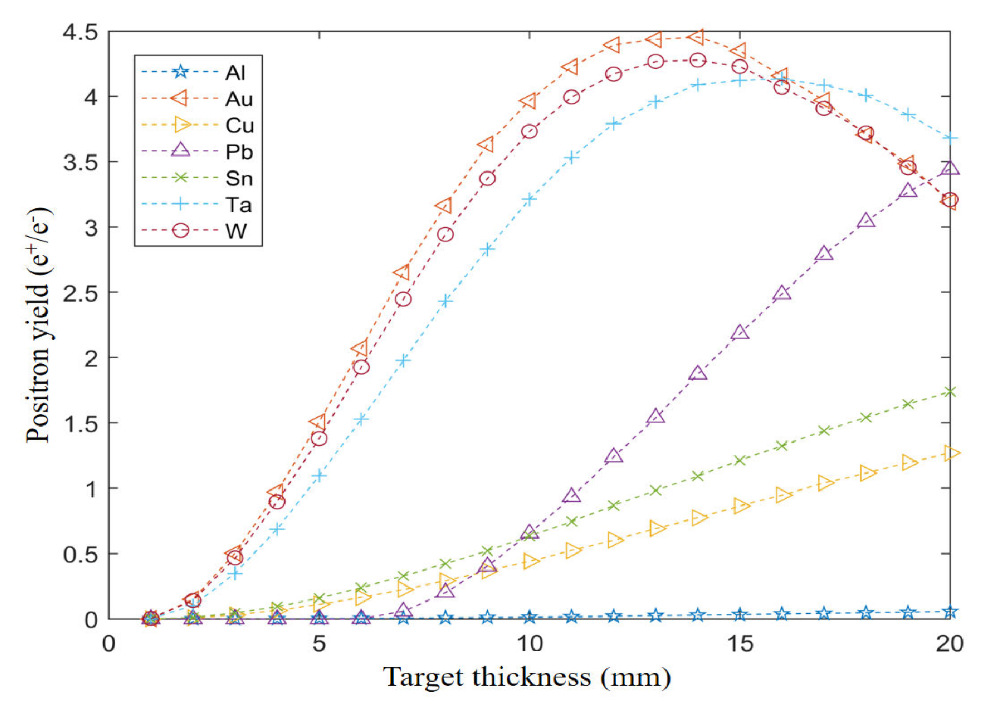 4.5
4
3.5
3
2.5
2
1.5
1
0.5
0
0 5 10 15 20
Al
Au
Cu
Pb
Sn
Ta
W
Positron yield (e⁺/e⁻)
Target thickness (mm)